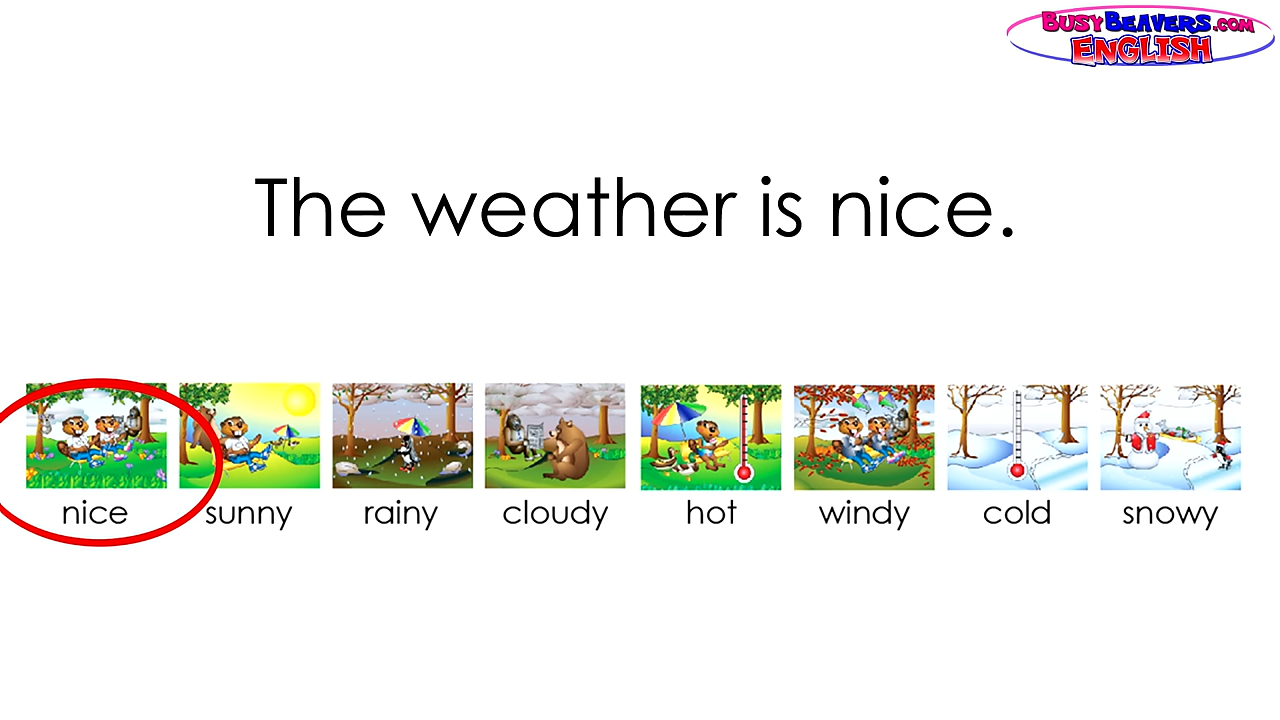 BUSYBEAVERS.COM
ENGLISH
The weather is nice.
nice sunny rainy cloudy hot windy cold snowy